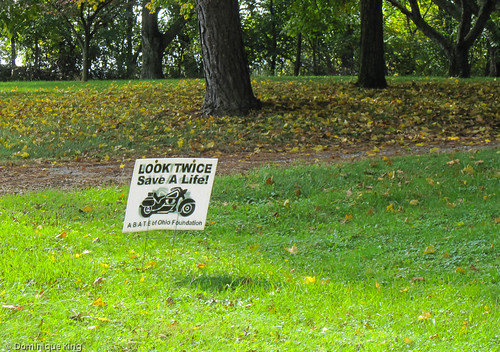 LOOK TWICE
Save A Life!
A B A T E of Ohio Foundation
© Dominique king